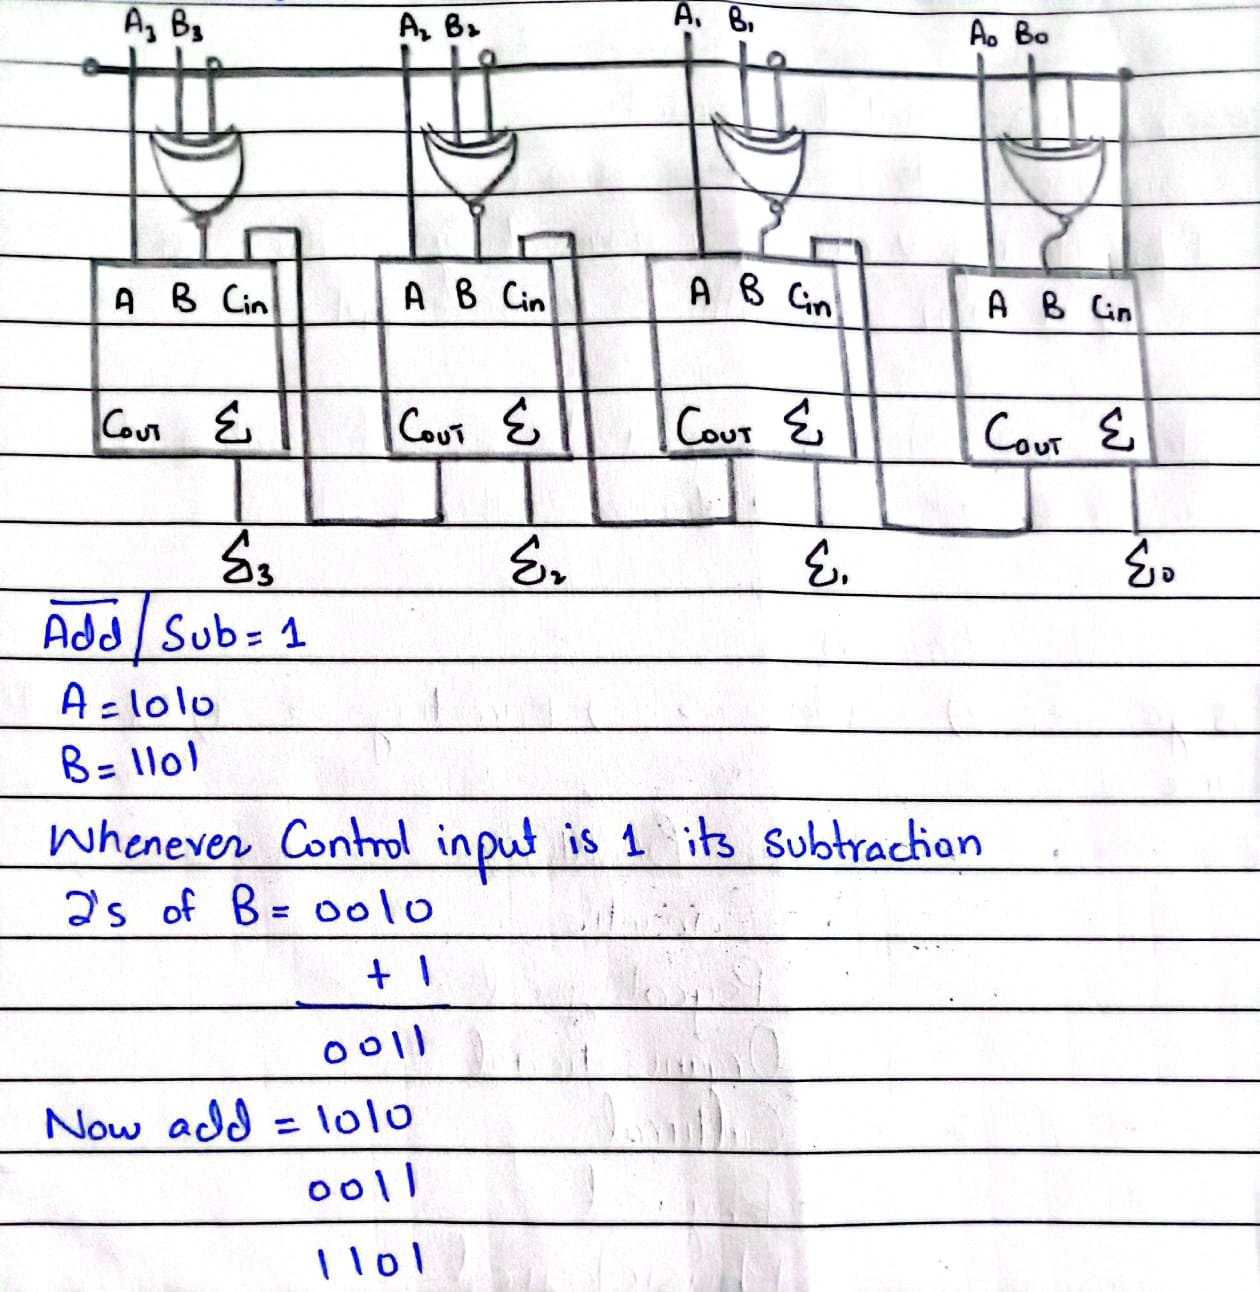 A₃ B₃ A₂ B₂ A₁ B₁ A₀ B₀
A B Cin A B Cin A B Cin A B Cin
Cout Σ Cout Σ Cout Σ Cout Σ
Σ₃ Σ₂ Σ₁ Σ₀
A̅d̅d̅/Sub = 1
A = 1010
B = 1101
Whenever Control input is 1 its subtraction
2's of B = 0010
+ 1
0011
Now add = 1010
0011
1101